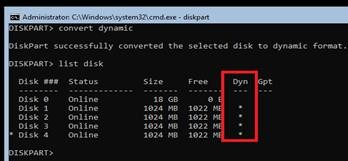 Administrator: C:\Windows\system32\cmd.exe - diskpart
DISKPART> convert dynamic
DiskPart successfully converted the selected disk to dynamic format.
DISKPART> list disk
Disk ### Status Size Free Dyn Gpt
-------- ------------- ------- ------- --- ---
Disk 0 Online 18 GB 0 B
Disk 1 Online 1024 MB 1022 MB *
Disk 2 Online 1024 MB 1022 MB *
Disk 3 Online 1024 MB 1022 MB *
* Disk 4 Online 1024 MB 1022 MB *
DISKPART>